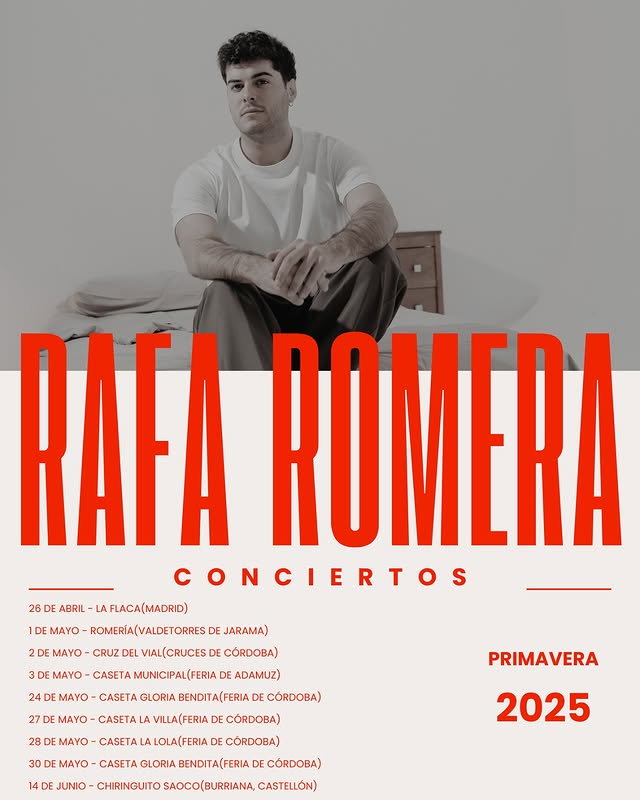 RAFA ROMERA
CONCIERTOS
26 DE ABRIL - LA FLACA(MADRID)
1 DE MAYO - ROMERÍA(VALDETORRES DE JARAMA)
2 DE MAYO - CRUZ DEL VIAL(CRUCES DE CÓRDOBA)
3 DE MAYO - CASETA MUNICIPAL(FERIA DE ADAMUZ)
24 DE MAYO - CASETA GLORIA BENDITA(FERIA DE CÓRDOBA)
27 DE MAYO - CASETA LA VILLA(FERIA DE CÓRDOBA)
28 DE MAYO - CASETA LA LOLA(FERIA DE CÓRDOBA)
30 DE MAYO - CASETA GLORIA BENDITA(FERIA DE CÓRDOBA)
14 DE JUNIO - CHIRINGUITO SAOCO(BURRIANA, CASTELLÓN)
PRIMAVERA
2025